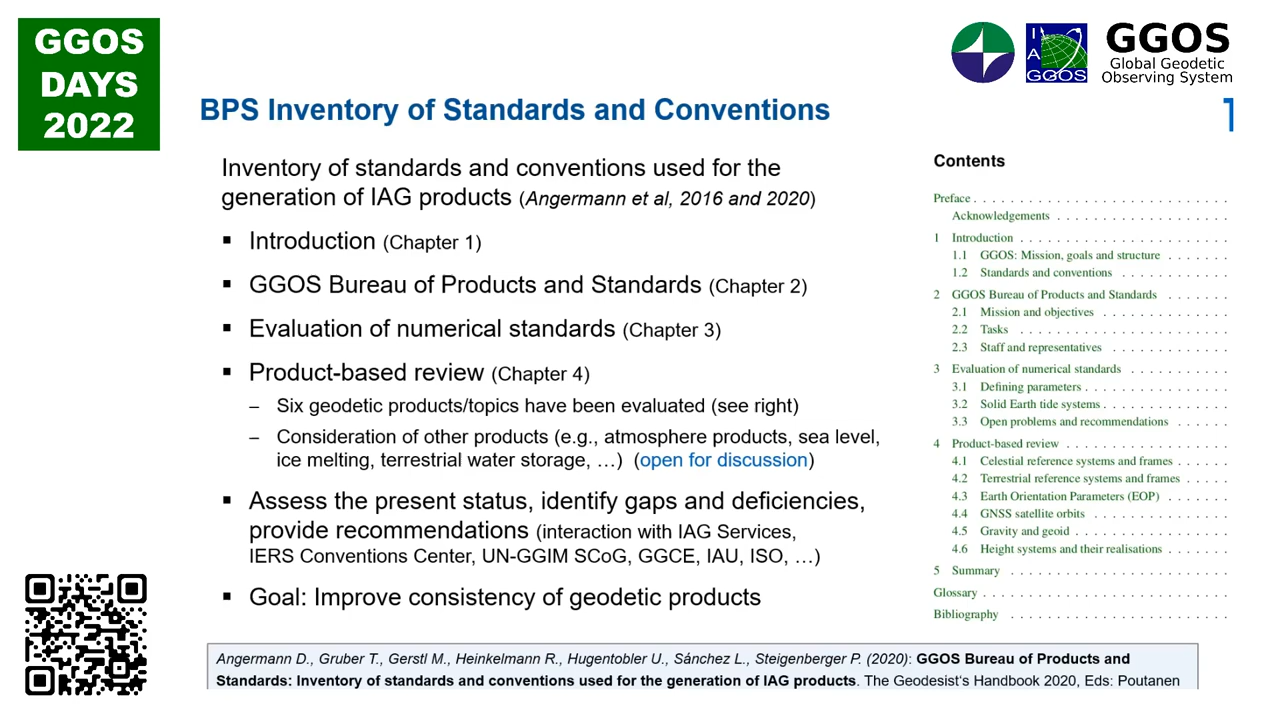 GGOS
DAYS
2022
I
A
G
GGOS
GGOS
Global Geodetic
Observing System
BPS Inventory of Standards and Conventions
1
Inventory of standards and conventions used for the
generation of IAG products (Angermann et al, 2016 and 2020)
▪ Introduction (Chapter 1)
▪ GGOS Bureau of Products and Standards (Chapter 2)
▪ Evaluation of numerical standards (Chapter 3)
▪ Product-based review (Chapter 4)
– Six geodetic products/topics have been evaluated (see right)
– Consideration of other products (e.g., atmosphere products, sea level,
ice melting, terrestrial water storage, …) (open for discussion)
▪ Assess the present status, identify gaps and deficiencies,
provide recommendations (interaction with IAG Services,
IERS Conventions Center, UN-GGIM SCoG, GGCE, IAU, ISO, …)
▪ Goal: Improve consistency of geodetic products
Contents
Preface . . . . . . . . . . . . . . . . . . . . . . . . . . .
Acknowledgements . . . . . . . . . . . . . . . . . . .
1 Introduction . . . . . . . . . . . . . . . . . . . . . . .
1.1 GGOS: Mission, goals and structure . . . . . . .
1.2 Standards and conventions . . . . . . . . . . . .
2 GGOS Bureau of Products and Standards . . . . . . .
2.1 Mission and objectives . . . . . . . . . . . . . .
2.2 Tasks . . . . . . . . . . . . . . . . . . . . . . .
2.3 Staff and representatives . . . . . . . . . . . . .
3 Evaluation of numerical standards . . . . . . . . . . .
3.1 Defining parameters . . . . . . . . . . . . . . . .
3.2 Solid Earth tide systems . . . . . . . . . . . . . .
3.3 Open problems and recommendations . . . . . .
4 Product-based review . . . . . . . . . . . . . . . . . .
4.1 Celestial reference systems and frames . . . . . .
4.2 Terrestrial reference systems and frames . . . . .
4.3 Earth Orientation Parameters (EOP) . . . . . . .
4.4 GNSS satellite orbits . . . . . . . . . . . . . . .
4.5 Gravity and geoid . . . . . . . . . . . . . . . . .
4.6 Height systems and their realisations . . . . . . .
5 Summary . . . . . . . . . . . . . . . . . . . . . . . .
Glossary . . . . . . . . . . . . . . . . . . . . . . . . . . .
Bibliography . . . . . . . . . . . . . . . . . . . . . . . .
Angermann D., Gruber T., Gerstl M., Heinkelmann R., Hugentobler U., Sánchez L., Steigenberger P. (2020): GGOS Bureau of Products and
Standards: Inventory of standards and conventions used for the generation of IAG products. The Geodesist‘s Handbook 2020, Eds: Poutanen